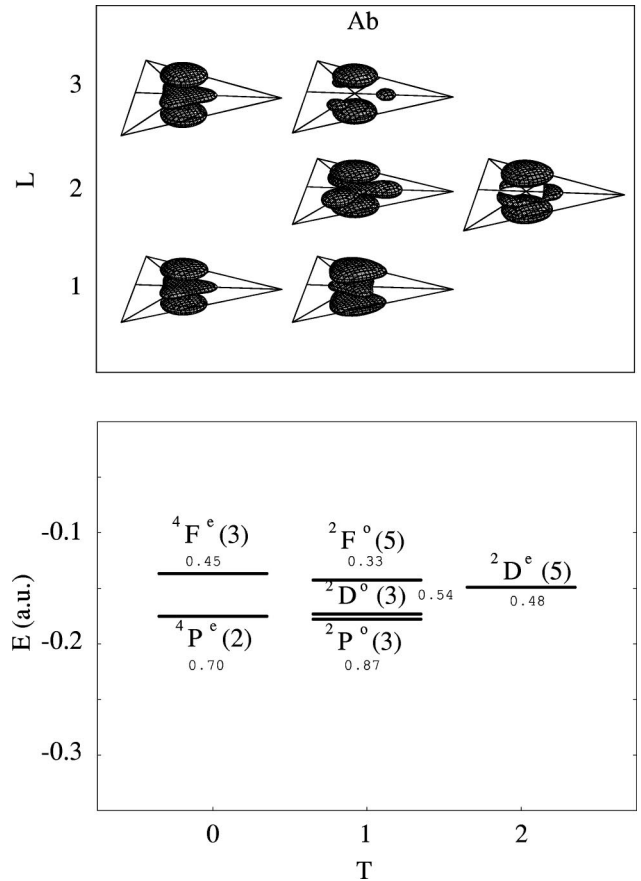 Ab
3
L
2
1
-0.1
⁴Fᵉ(3)
0.45
²Fᵒ(5)
0.33
²Dᵉ(5)
0.48
²Dᵒ(3)
0.54
E (a.u.)
-0.2
⁴Pᵉ(2)
0.70
²Pᵒ(3)
0.87
-0.3
0 1 2
T